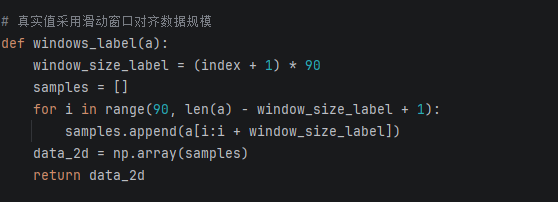 # 真实值采用滑动窗口对齐数据规模
def windows_label(a):
    window_size_label = (index + 1) * 90
    samples = []
    for i in range(90, len(a) - window_size_label + 1):
        samples.append(a[i:i + window_size_label])
    data_2d = np.array(samples)
    return data_2d